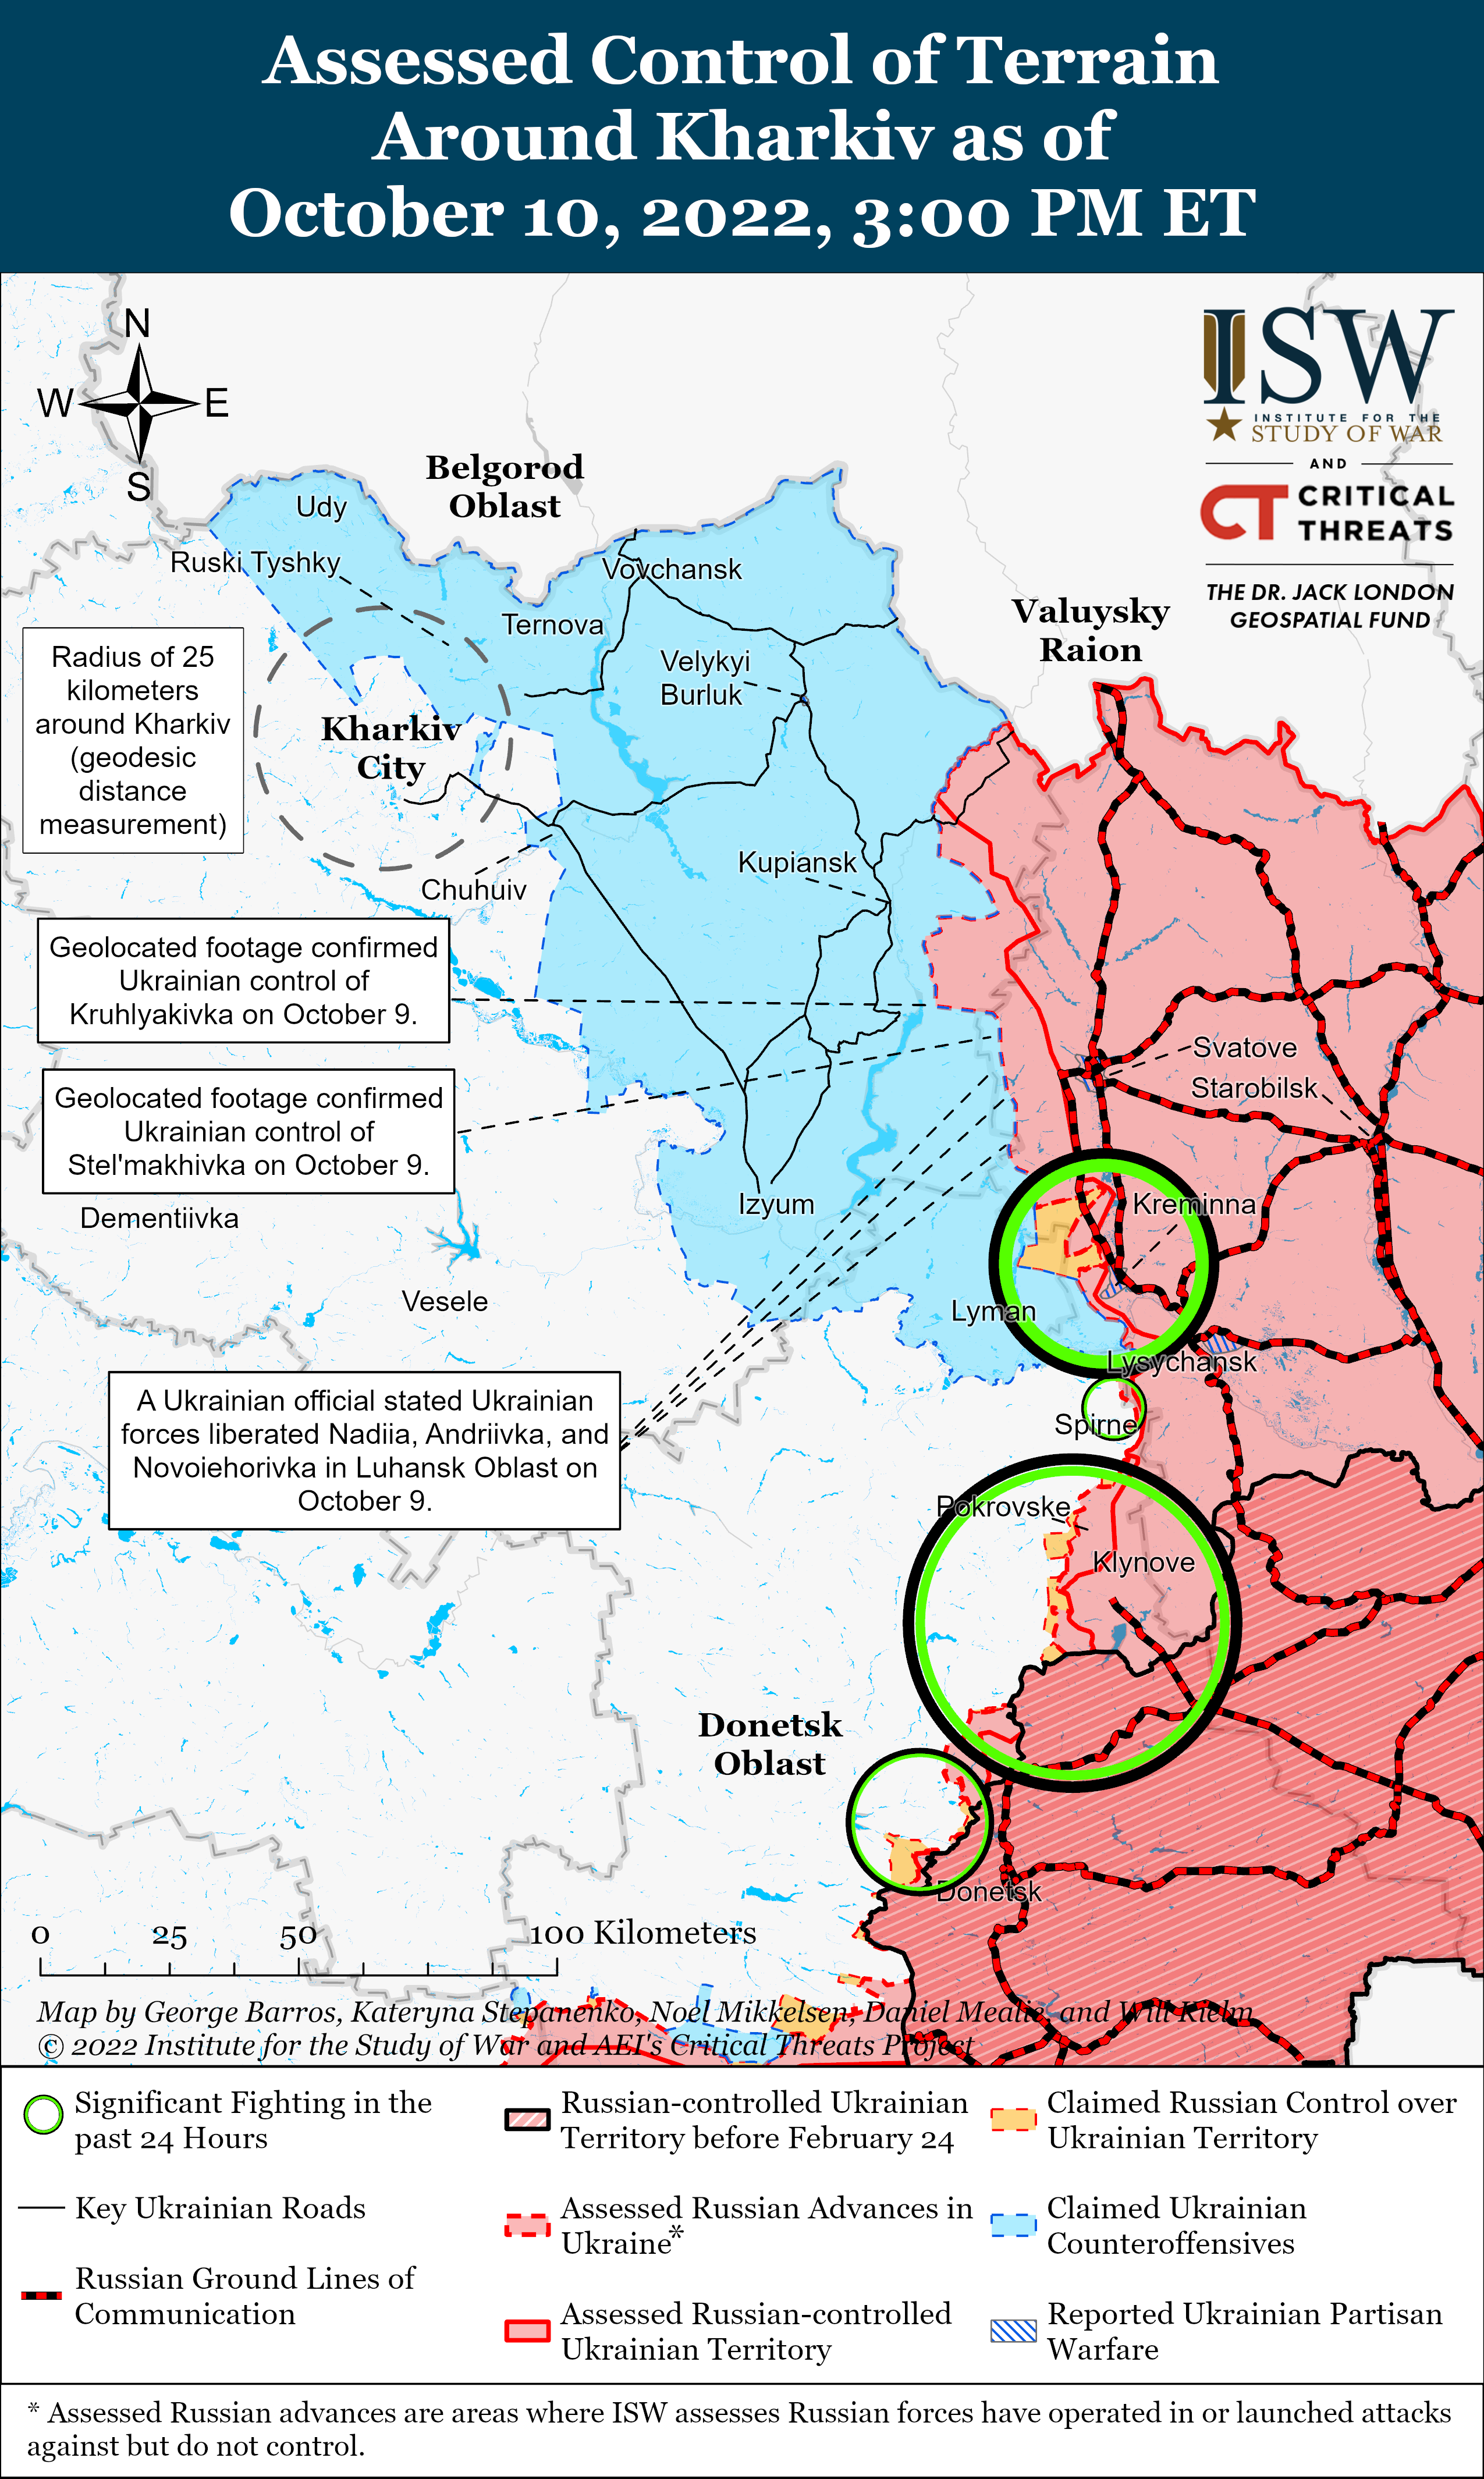 Assessed Control of Terrain
Around Kharkiv as of
October 10, 2022, 3:00 PM ET
N
W
E
S
ISW
INSTITUTE FOR THE
STUDY OF WAR
AND
CT CRITICAL
THREATS
THE DR. JACK LONDON
GEOSPATIAL FUND
Belgorod
Oblast
Udy
Ruski Tyshky
Vovchansk
Ternova
Valuysky
Raion
Velykyi
Burluk
Radius of 25
kilometers
around Kharkiv
(geodesic
distance
measurement)
Kharkiv
City
Kupiansk
Chuhuiv
Geolocated footage confirmed
Ukrainian control of
Kruhlyakivka on October 9.
Svatove
Starobilsk
Geolocated footage confirmed
Ukrainian control of
Stel'makhivka on October 9.
Dementiivka
Izyum
Kreminna
Vesele
Lyman
Lysychansk
A Ukrainian official stated Ukrainian
forces liberated Nadiia, Andriivka, and
Novoiehorivka in Luhansk Oblast on
October 9.
Spirne
Pokrovske
Klynove
Donetsk
Oblast
Donetsk
0 25 50 100 Kilometers
Map by George Barros, Kateryna Stepanenko, Noel Mikkelsen, Daniel Mealie, and Will Kielm
© 2022 Institute for the Study of War and AEI's Critical Threats Project
Significant Fighting in the
past 24 Hours
Key Ukrainian Roads
Russian Ground Lines of
Communication
Russian-controlled Ukrainian
Territory before February 24
Assessed Russian Advances in
Ukraine*
Assessed Russian-controlled
Ukrainian Territory
Claimed Russian Control over
Ukrainian Territory
Claimed Ukrainian
Counteroffensives
Reported Ukrainian Partisan
Warfare
* Assessed Russian advances are areas where ISW assesses Russian forces have operated in or launched attacks
against but do not control.